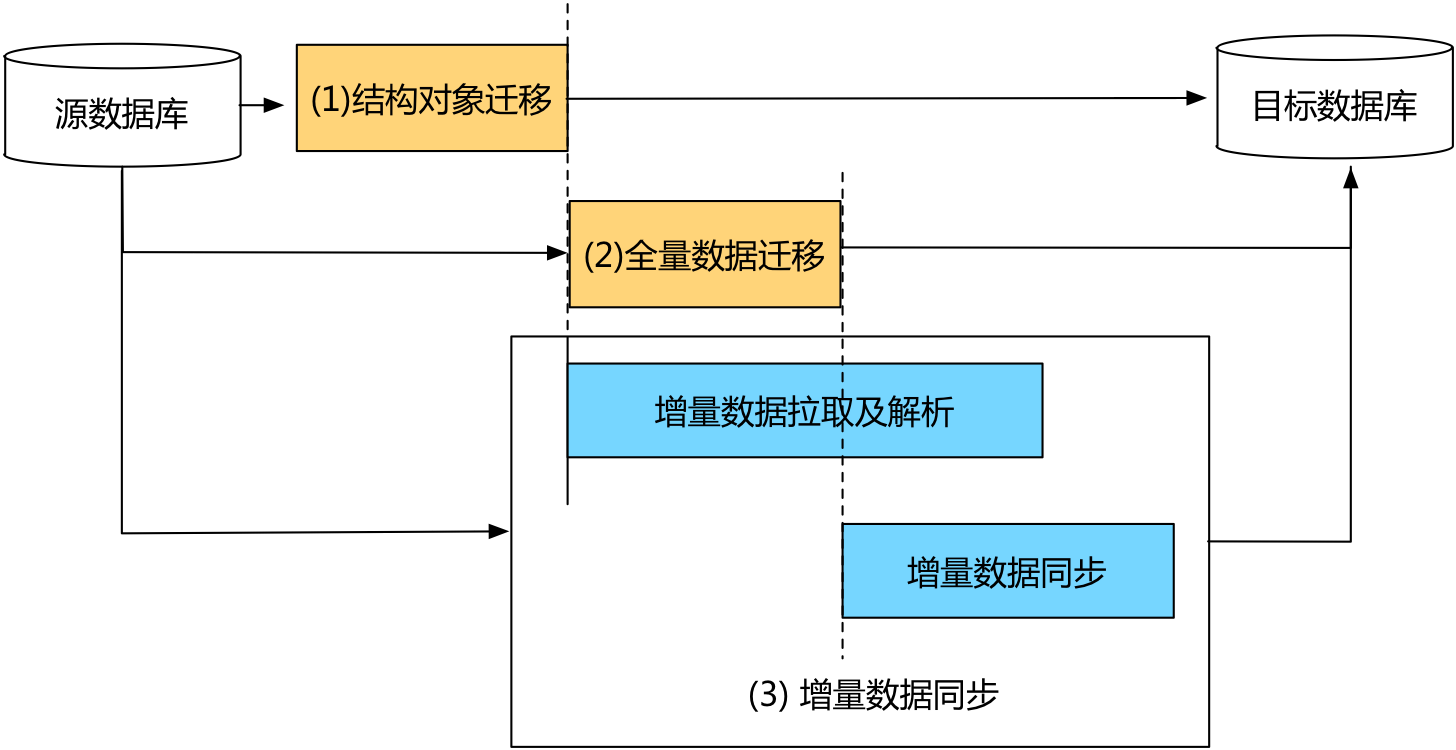 源数据库
(1)结构对象迁移
目标数据库
(2)全量数据迁移
增量数据拉取及解析
增量数据同步
(3) 增量数据同步